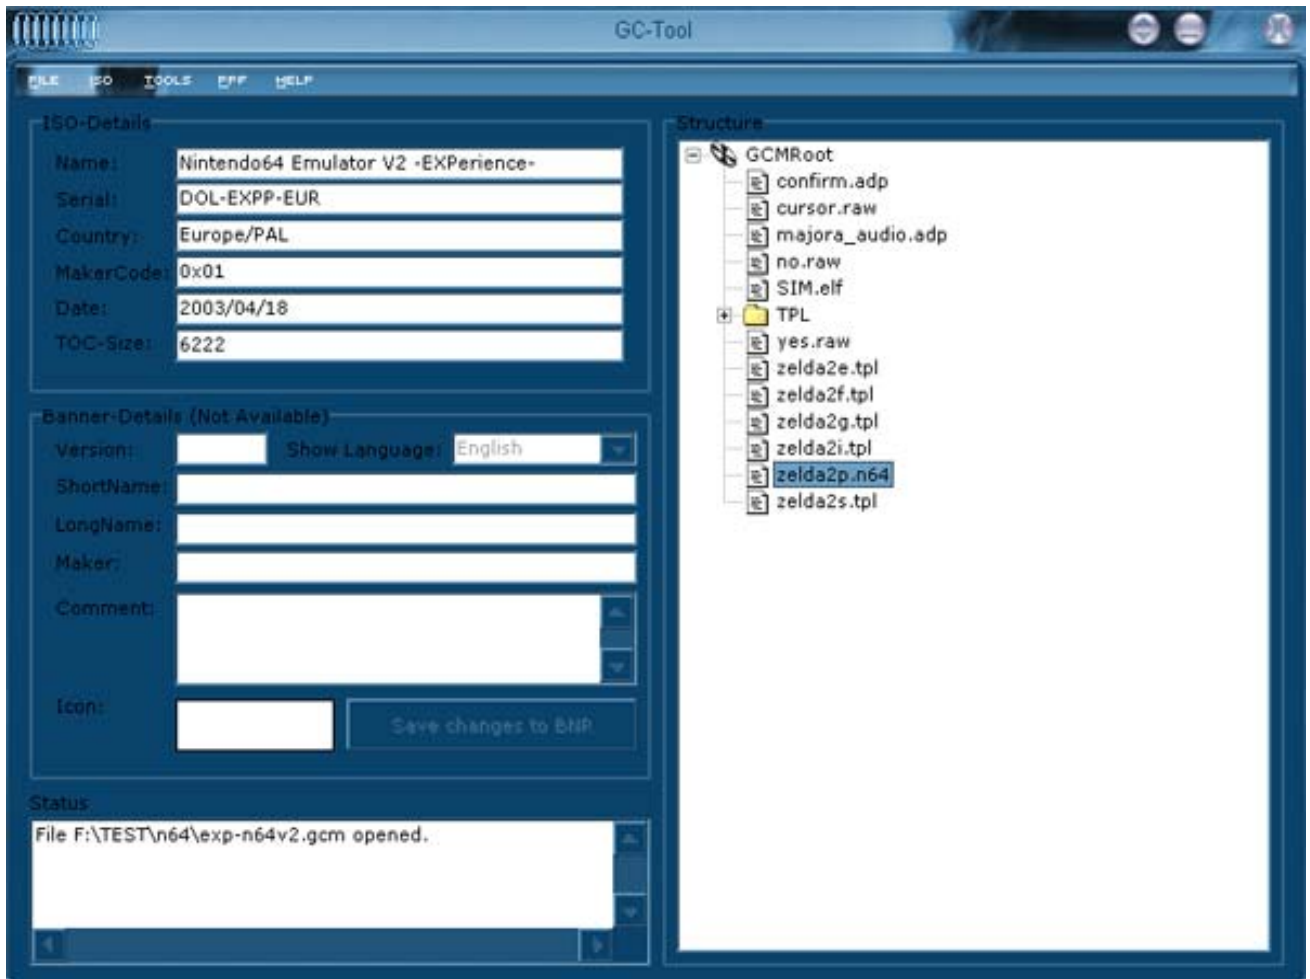 GC-Tool
FILE ISO TOOLS PPF HELP
ISO-Details
Name: Nintendo64 Emulator V2 -EXPerience-
Serial: DOL-EXPP-EUR
Country: Europe/PAL
MakerCode: 0x01
Date: 2003/04/18
TOC-Size: 6222
Banner-Details (Not Available)
Version: Show Language: English
ShortName:
LongName:
Maker:
Comment:
Icon: Save changes to BNR
Status
File F:\TEST\n64\exp-n64v2.gcm opened.
Structure
GCMRoot
confirm.adp
cursor.raw
majora_audio.adp
no.raw
SIM.elf
TPL
yes.raw
zelda2e.tpl
zelda2f.tpl
zelda2g.tpl
zelda2i.tpl
zelda2p.n64
zelda2s.tpl